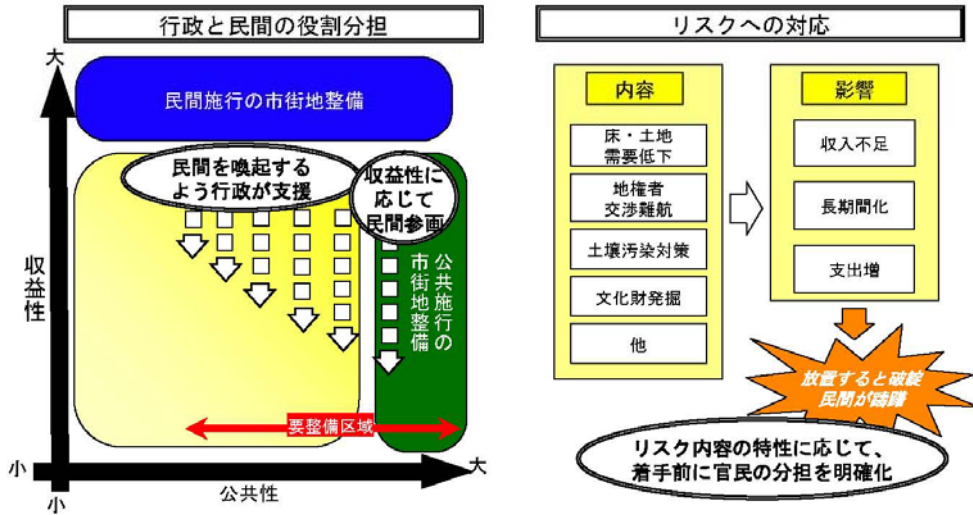 行政と民間の役割分担
大
民間施行の市街地整備
民間を喚起する
よう行政が支援
収益性に
応じて
民間参画
収益性
公共施行の
市街地整備
要整備区域
小
大
公共性
小
リスクへの対応
内容
床・土地
需要低下
地権者
交渉難航
土壌汚染対策
文化財発掘
他
影響
収入不足
長期間化
支出増
放置すると破綻
民間が躊躇
リスク内容の特性に応じて、
着手前に官民の分担を明確化